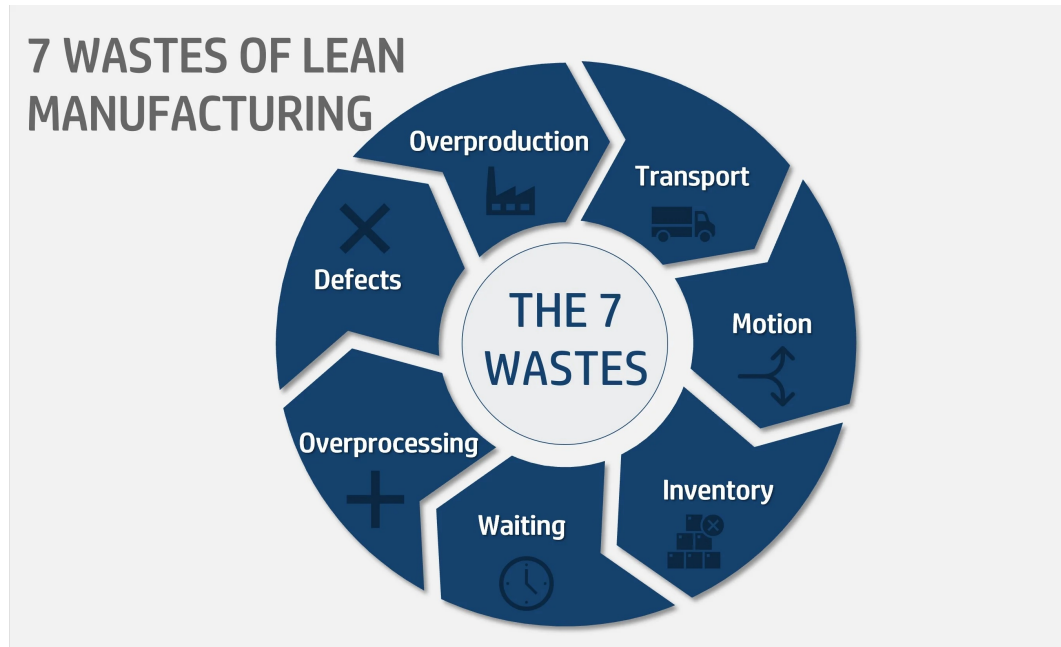 7 WASTES OF LEAN
MANUFACTURING
Overproduction
Transport
Motion
Inventory
Waiting
Overprocessing
Defects
THE 7
WASTES